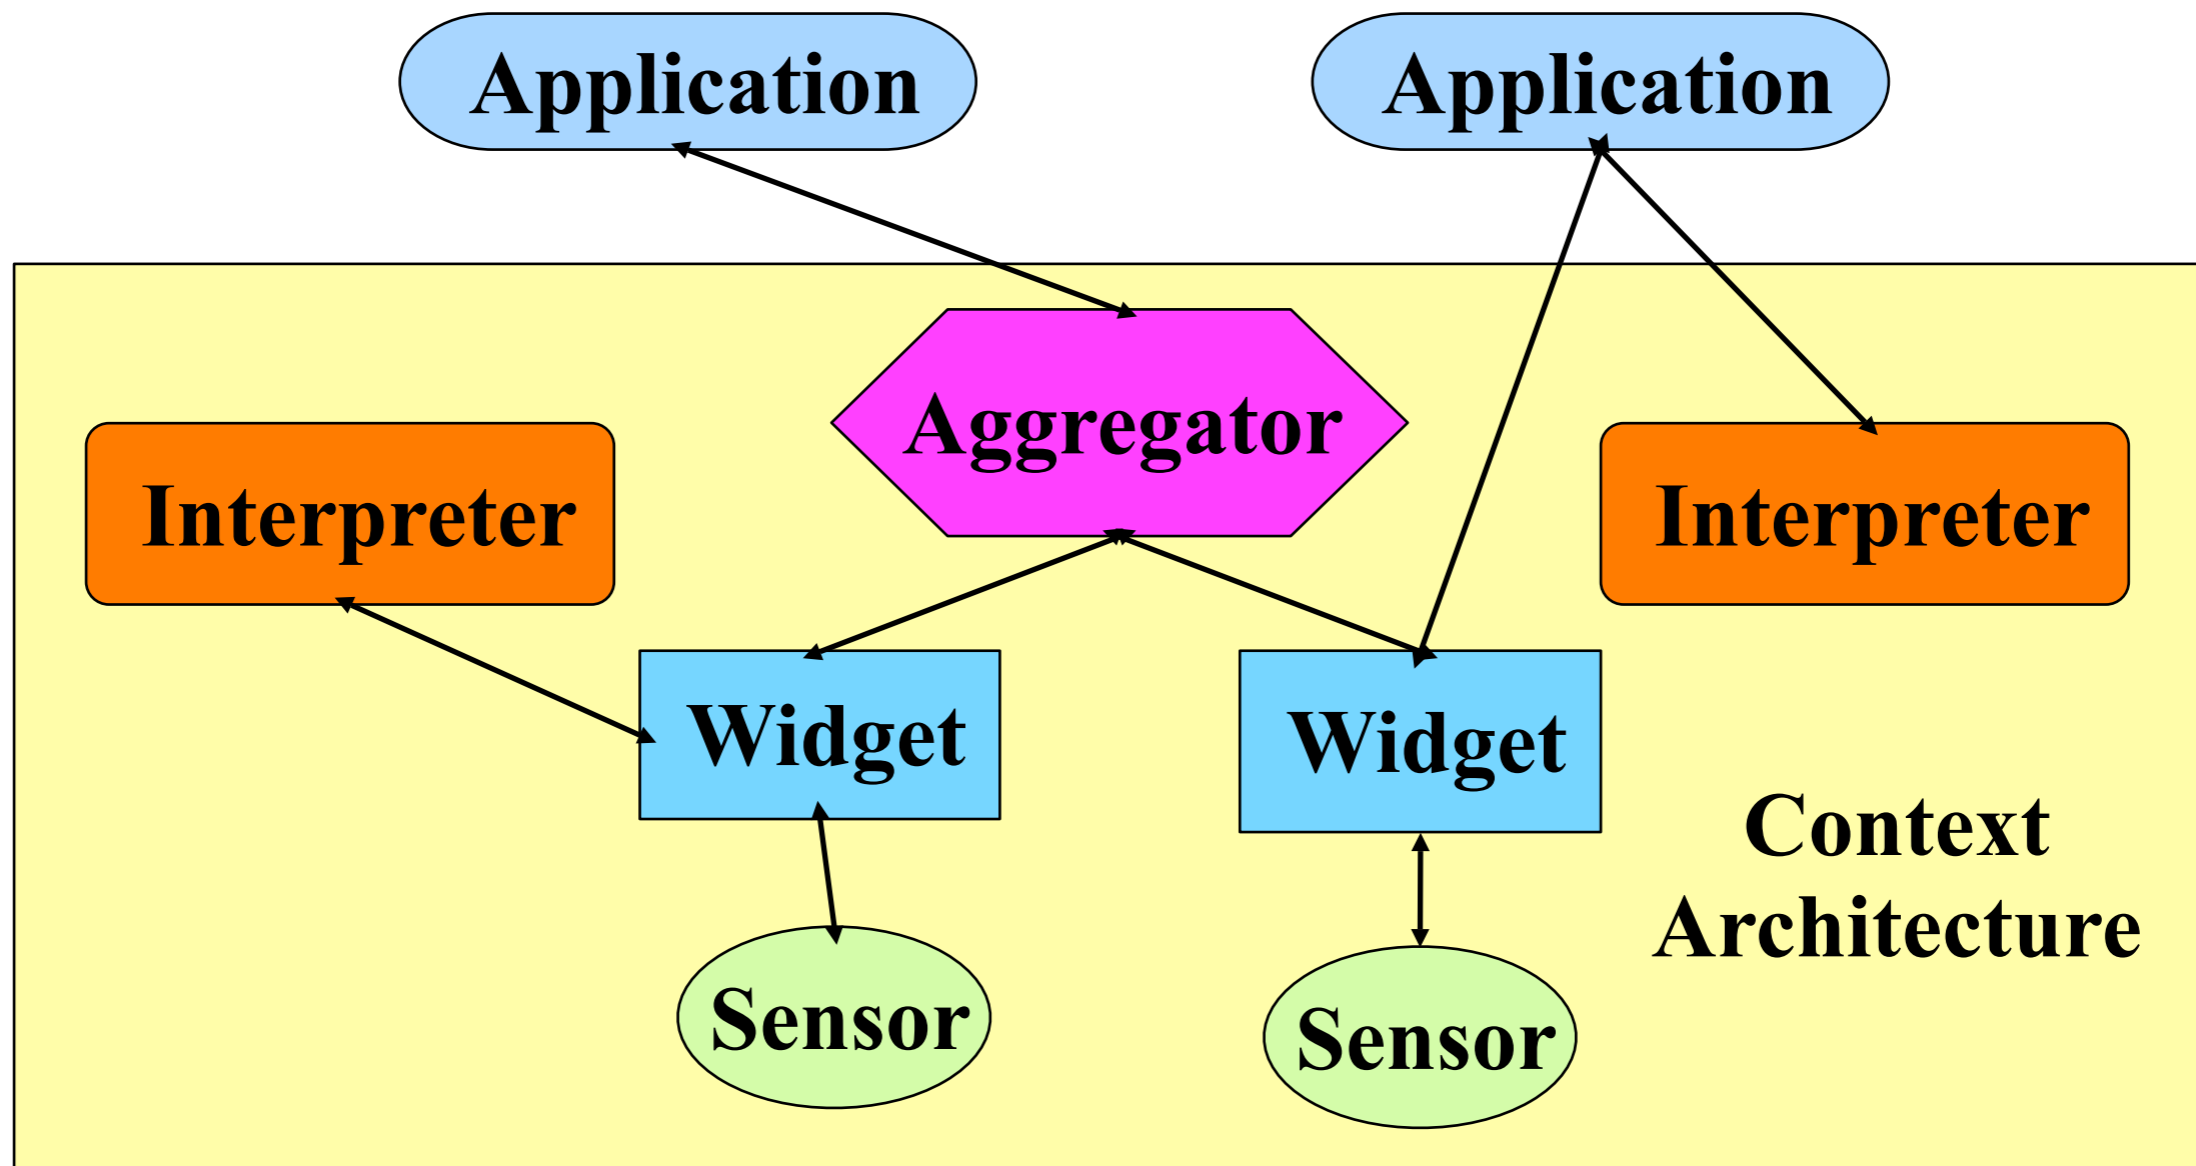 Application
Application
Aggregator
Interpreter
Interpreter
Widget
Widget
Context
Architecture
Sensor
Sensor